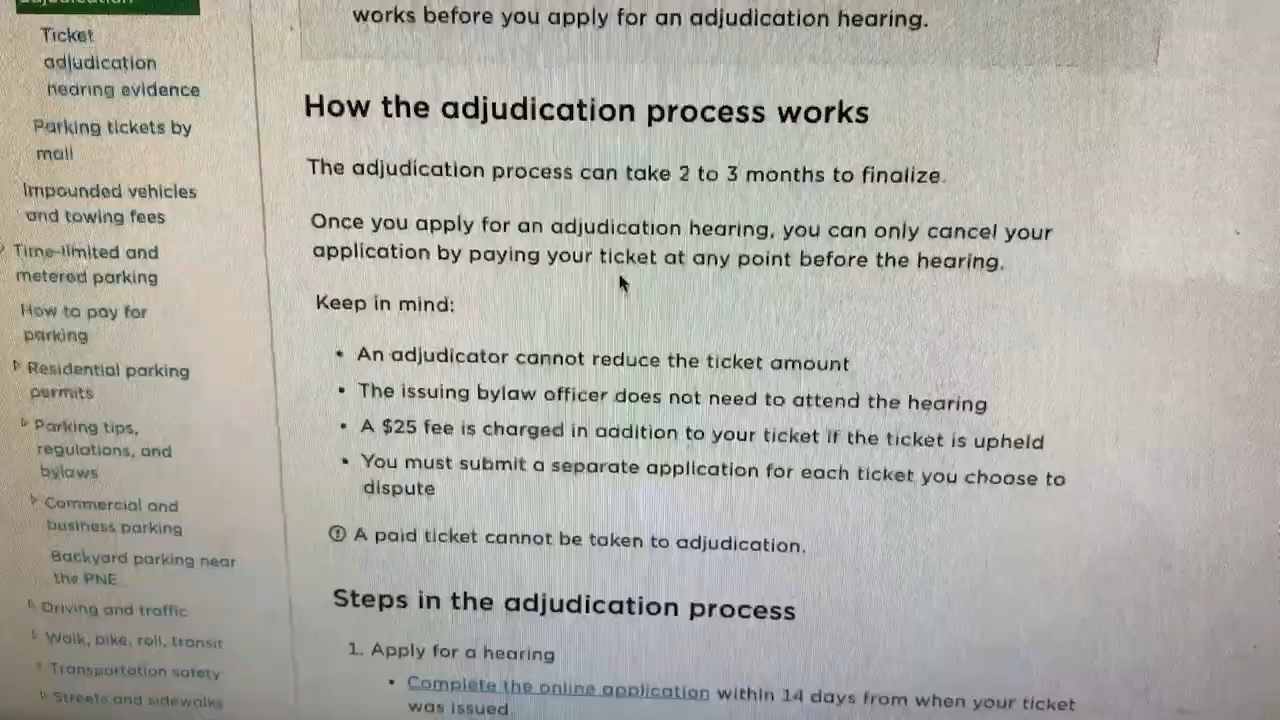 adjudication
Ticket
adjudication
hearing evidence
Parking tickets by
mail
Impounded vehicles
and towing fees
Time-limited and
metered parking
How to pay for
parking
Residential parking
permits
Parking tips,
regulations, and
bylaws
Commercial and
business parking
Backyard parking near
the PNE
Driving and traffic
Walk, bike, roll, transit
Transportation safety
Streets and sidewalks
works before you apply for an adjudication hearing.
How the adjudication process works
The adjudication process can take 2 to 3 months to finalize.
Once you apply for an adjudication hearing, you can only cancel your
application by paying your ticket at any point before the hearing.
Keep in mind:
• An adjudicator cannot reduce the ticket amount
• The issuing bylaw officer does not need to attend the hearing
• A $25 fee is charged in addition to your ticket if the ticket is upheld
• You must submit a separate application for each ticket you choose to
dispute
A paid ticket cannot be taken to adjudication.
Steps in the adjudication process
1. Apply for a hearing
• Complete the online application within 14 days from when your ticket
was issued.